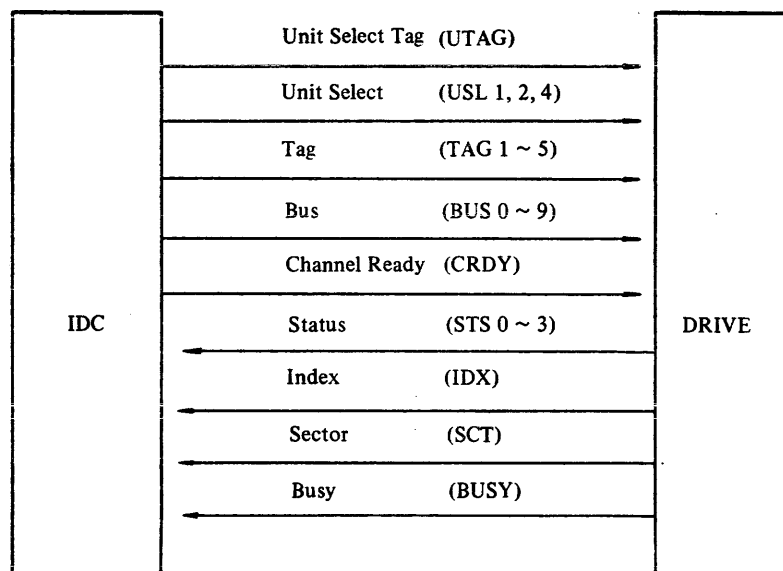 Unit Select Tag (UTAG)
Unit Select (USL 1, 2, 4)
Tag (TAG 1 ~ 5)
Bus (BUS 0 ~ 9)
Channel Ready (CRDY)
IDC
Status (STS 0 ~ 3)
DRIVE
Index (IDX)
Sector (SCT)
Busy (BUSY)